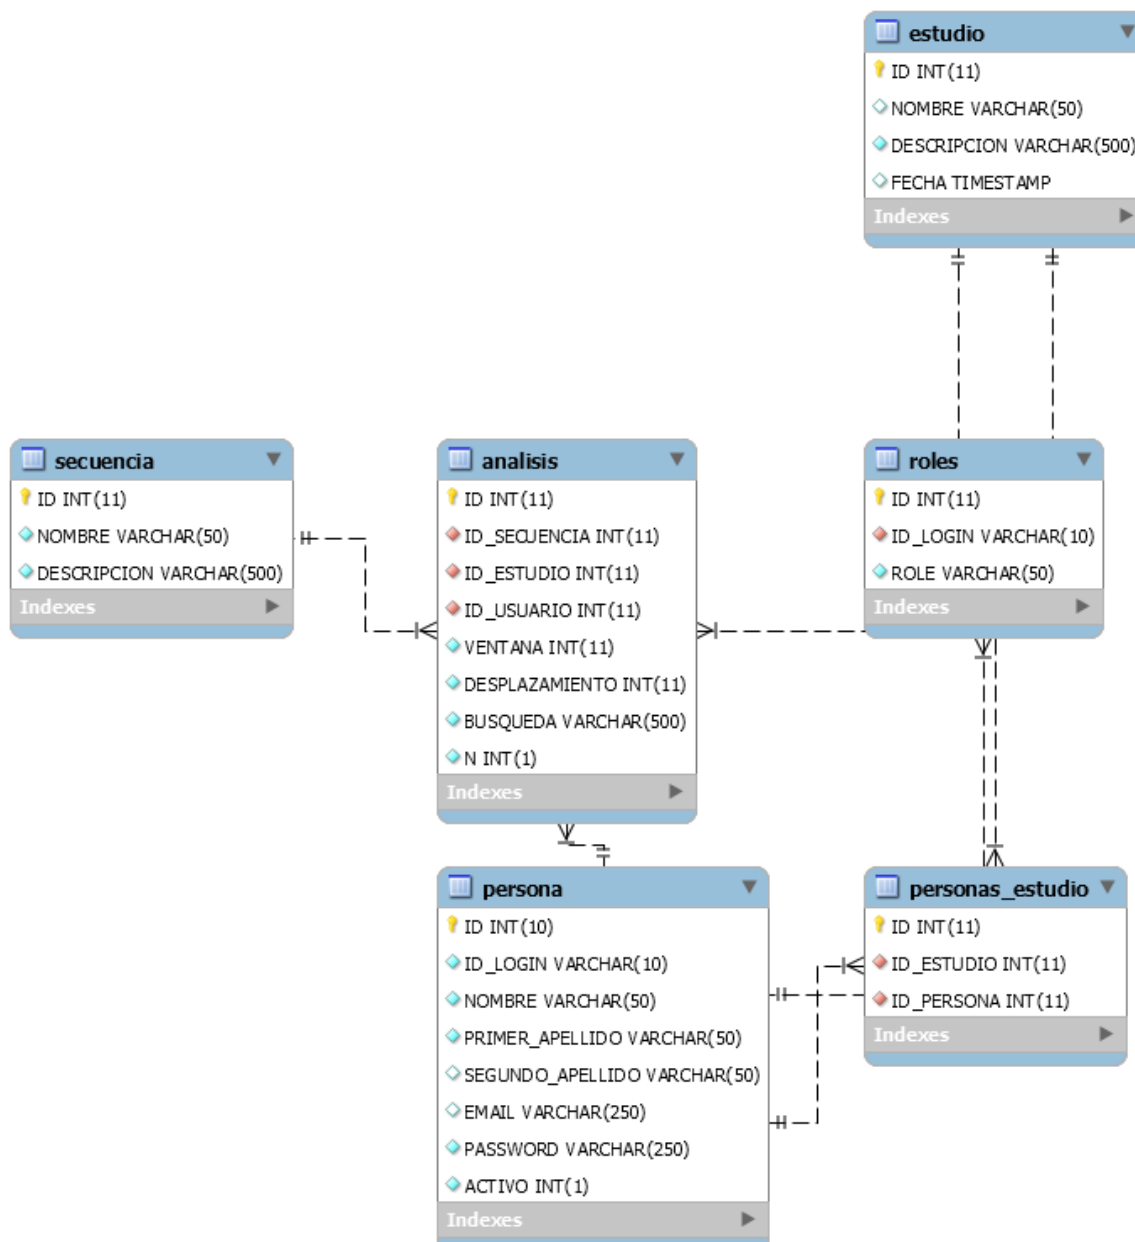 estudio
ID INT(11)
NOMBRE VARCHAR(50)
DESCRIPCION VARCHAR(500)
FECHA TIMESTAMP
Indexes
secuencia
ID INT(11)
NOMBRE VARCHAR(50)
DESCRIPCION VARCHAR(500)
Indexes
analisis
ID INT(11)
ID_SECUENCIA INT(11)
ID_ESTUDIO INT(11)
ID_USUARIO INT(11)
VENTANA INT(11)
DESPLAZAMIENTO INT(11)
BUSQUEDA VARCHAR(500)
N INT(1)
Indexes
roles
ID INT(11)
ID_LOGIN VARCHAR(10)
ROLE VARCHAR(50)
Indexes
persona
ID INT(10)
ID_LOGIN VARCHAR(10)
NOMBRE VARCHAR(50)
PRIMER_APELLIDO VARCHAR(50)
SEGUNDO_APELLIDO VARCHAR(50)
EMAIL VARCHAR(250)
PASSWORD VARCHAR(250)
ACTIVO INT(1)
Indexes
personas_estudio
ID INT(11)
ID_ESTUDIO INT(11)
ID_PERSONA INT(11)
Indexes